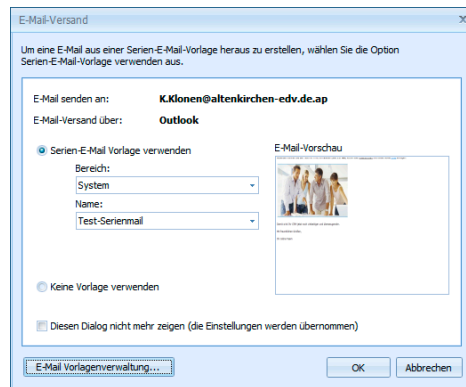 E-Mail-Versand
Um eine E-Mail aus einer Serien-E-Mail-Vorlage heraus zu erstellen, wählen Sie die Option
Serien-E-Mail-Vorlage verwenden aus.
E-Mail senden an: K.Klonen@altenkirchen-edv.de.ap
E-Mail-Versand über: Outlook
Serien-E-Mail Vorlage verwenden
E-Mail-Vorschau
Bereich:
System
Name:
Test-Serienmail
Keine Vorlage verwenden
Diesen Dialog nicht mehr zeigen (die Einstellungen werden übernommen)
E-Mail Vorlagenverwaltung...
OK
Abbrechen